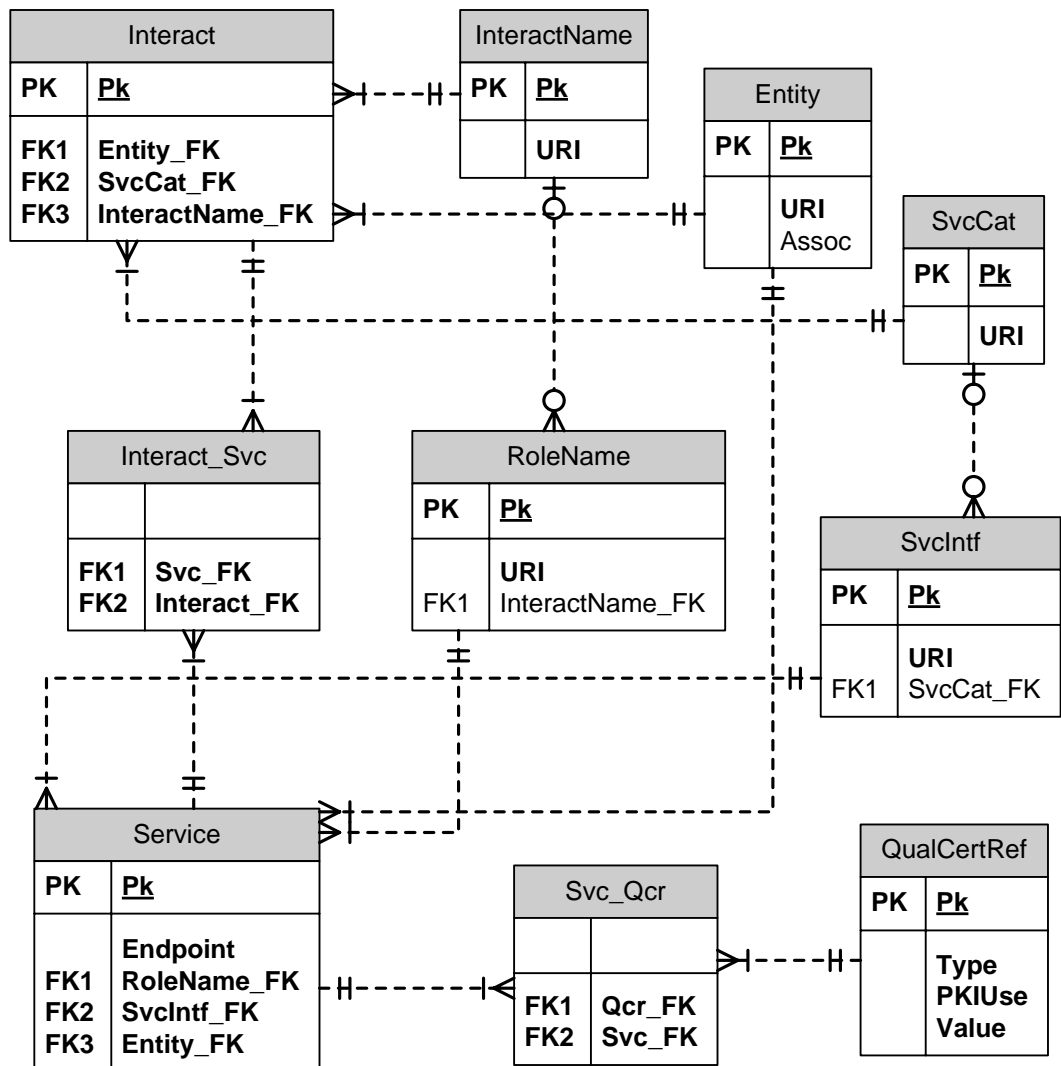 Interact
PK Pk
FK1 Entity_FK
FK2 SvcCat_FK
FK3 InteractName_FK
InteractName
PK Pk
URI
Entity
PK Pk
URI
Assoc
SvcCat
PK Pk
URI
Interact_Svc
FK1 Svc_FK
FK2 Interact_FK
RoleName
PK Pk
URI
FK1 InteractName_FK
SvcIntf
PK Pk
URI
FK1 SvcCat_FK
Service
PK Pk
Endpoint
FK1 RoleName_FK
FK2 SvcIntf_FK
FK3 Entity_FK
Svc_Qcr
FK1 Qcr_FK
FK2 Svc_FK
QualCertRef
PK Pk
Type
PKIUse
Value